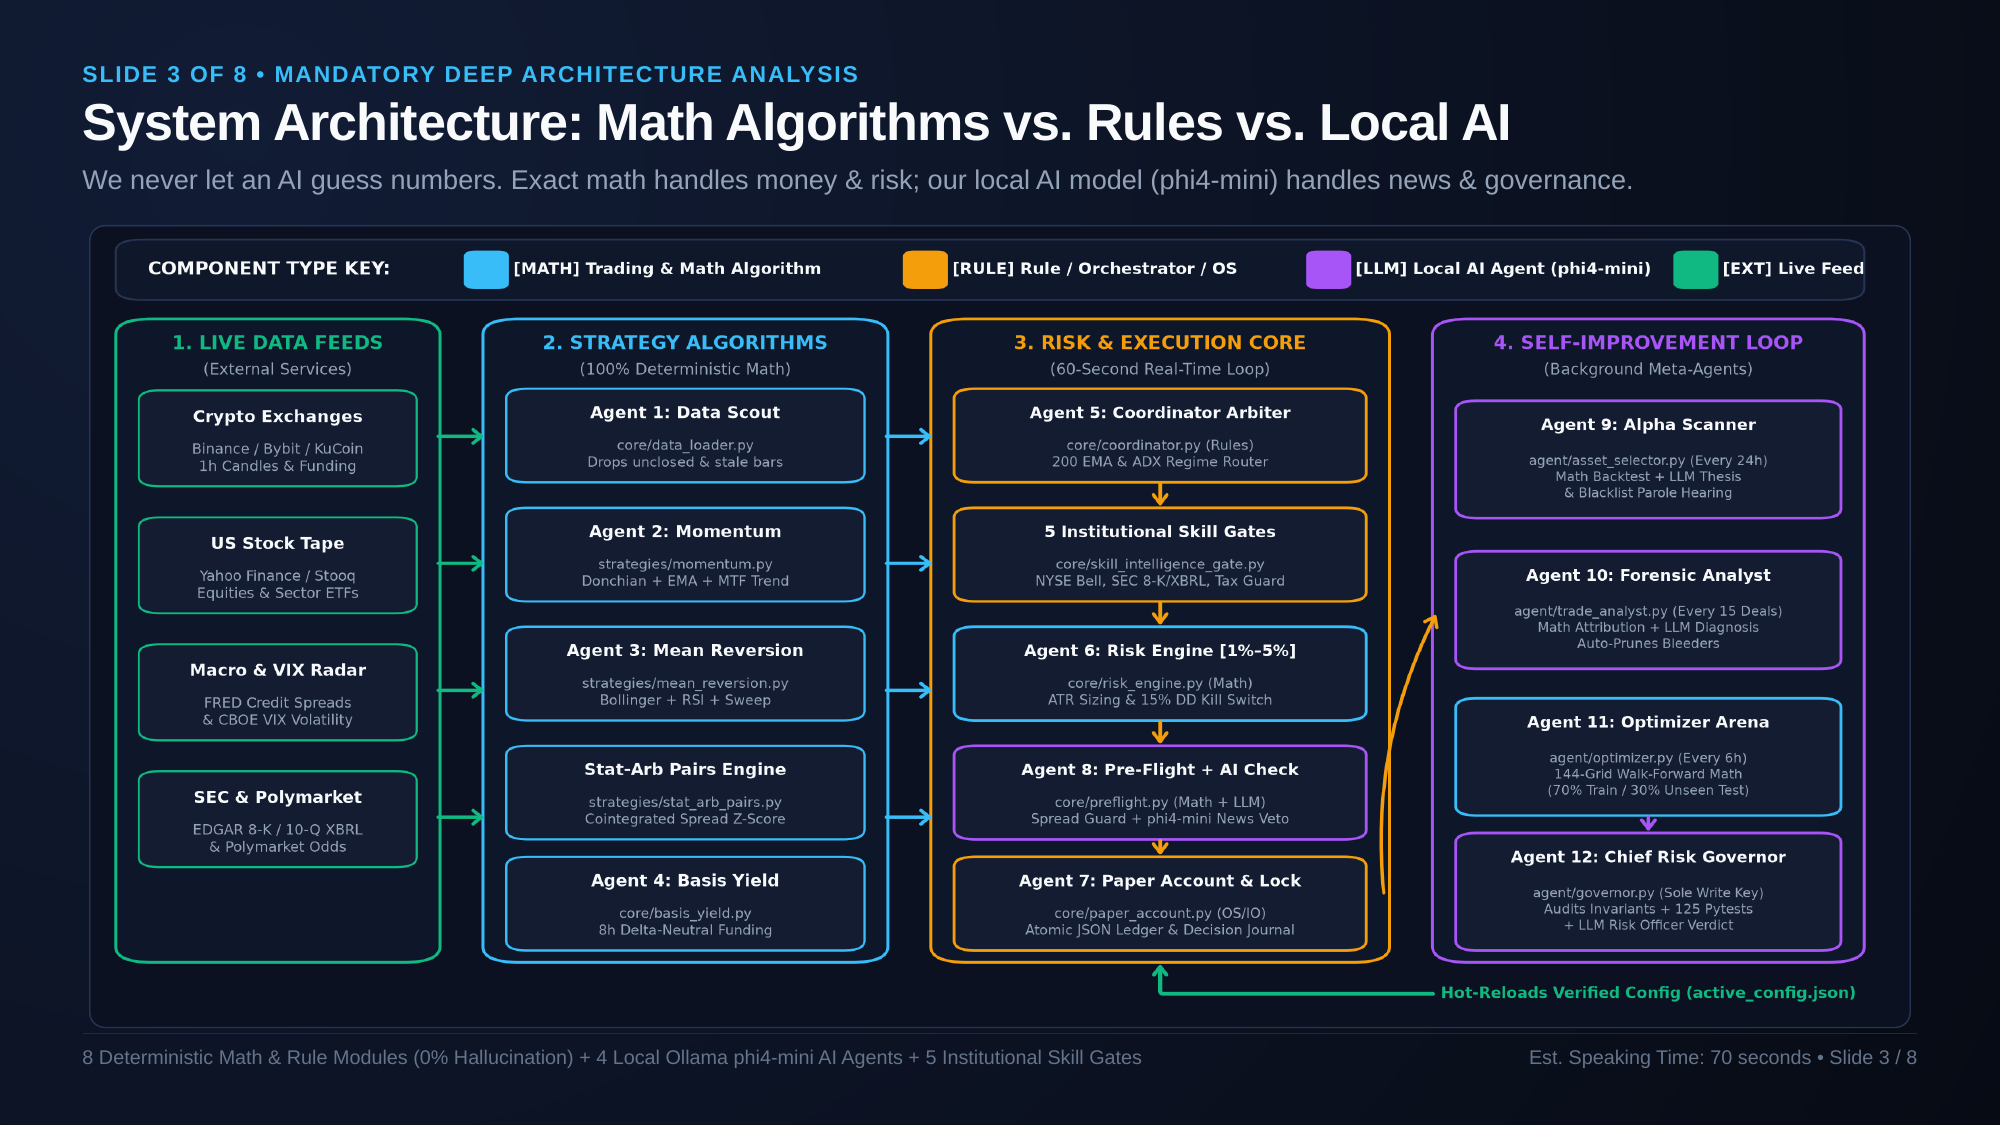 SLIDE 3 OF 8 • MANDATORY DEEP ARCHITECTURE ANALYSIS
System Architecture: Math Algorithms vs. Rules vs. Local AI
We never let an AI guess numbers. Exact math handles money & risk; our local AI model (phi4-mini) handles news & governance.
COMPONENT TYPE KEY:
[MATH] Trading & Math Algorithm
[RULE] Rule / Orchestrator / OS
[LLM] Local AI Agent (phi4-mini)
[EXT] Live Feed
1. LIVE DATA FEEDS
(External Services)
Crypto Exchanges
Binance / Bybit / KuCoin
1h Candles & Funding
US Stock Tape
Yahoo Finance / Stooq
Equities & Sector ETFs
Macro & VIX Radar
FRED Credit Spreads
& CBOE VIX Volatility
SEC & Polymarket
EDGAR 8-K / 10-Q XBRL
& Polymarket Odds
2. STRATEGY ALGORITHMS
(100% Deterministic Math)
Agent 1: Data Scout
core/data_loader.py
Drops unclosed & stale bars
Agent 2: Momentum
strategies/momentum.py
Donchian + EMA + MTF Trend
Agent 3: Mean Reversion
strategies/mean_reversion.py
Bollinger + RSI + Sweep
Stat-Arb Pairs Engine
strategies/stat_arb_pairs.py
Cointegrated Spread Z-Score
Agent 4: Basis Yield
core/basis_yield.py
8h Delta-Neutral Funding
3. RISK & EXECUTION CORE
(60-Second Real-Time Loop)
Agent 5: Coordinator Arbiter
core/coordinator.py (Rules)
200 EMA & ADX Regime Router
5 Institutional Skill Gates
core/skill_intelligence_gate.py
NYSE Bell, SEC 8-K/XBRL, Tax Guard
Agent 6: Risk Engine [1%–5%]
core/risk_engine.py (Math)
ATR Sizing & 15% DD Kill Switch
Agent 8: Pre-Flight + AI Check
core/preflight.py (Math + LLM)
Spread Guard + phi4-mini News Veto
Agent 7: Paper Account & Lock
core/paper_account.py (OS/IO)
Atomic JSON Ledger & Decision Journal
4. SELF-IMPROVEMENT LOOP
(Background Meta-Agents)
Agent 9: Alpha Scanner
agent/asset_selector.py (Every 24h)
Math Backtest + LLM Thesis
& Blacklist Parole Hearing
Agent 10: Forensic Analyst
agent/trade_analyst.py (Every 15 Deals)
Math Attribution + LLM Diagnosis
Auto-Prunes Bleeders
Agent 11: Optimizer Arena
agent/optimizer.py (Every 6h)
144-Grid Walk-Forward Math
(70% Train / 30% Unseen Test)
Agent 12: Chief Risk Governor
agent/governor.py (Sole Write Key)
Audits Invariants + 125 Pytests
+ LLM Risk Officer Verdict
Hot-Reloads Verified Config (active_config.json)
8 Deterministic Math & Rule Modules (0% Hallucination) + 4 Local Ollama phi4-mini AI Agents + 5 Institutional Skill Gates
Est. Speaking Time: 70 seconds • Slide 3 / 8